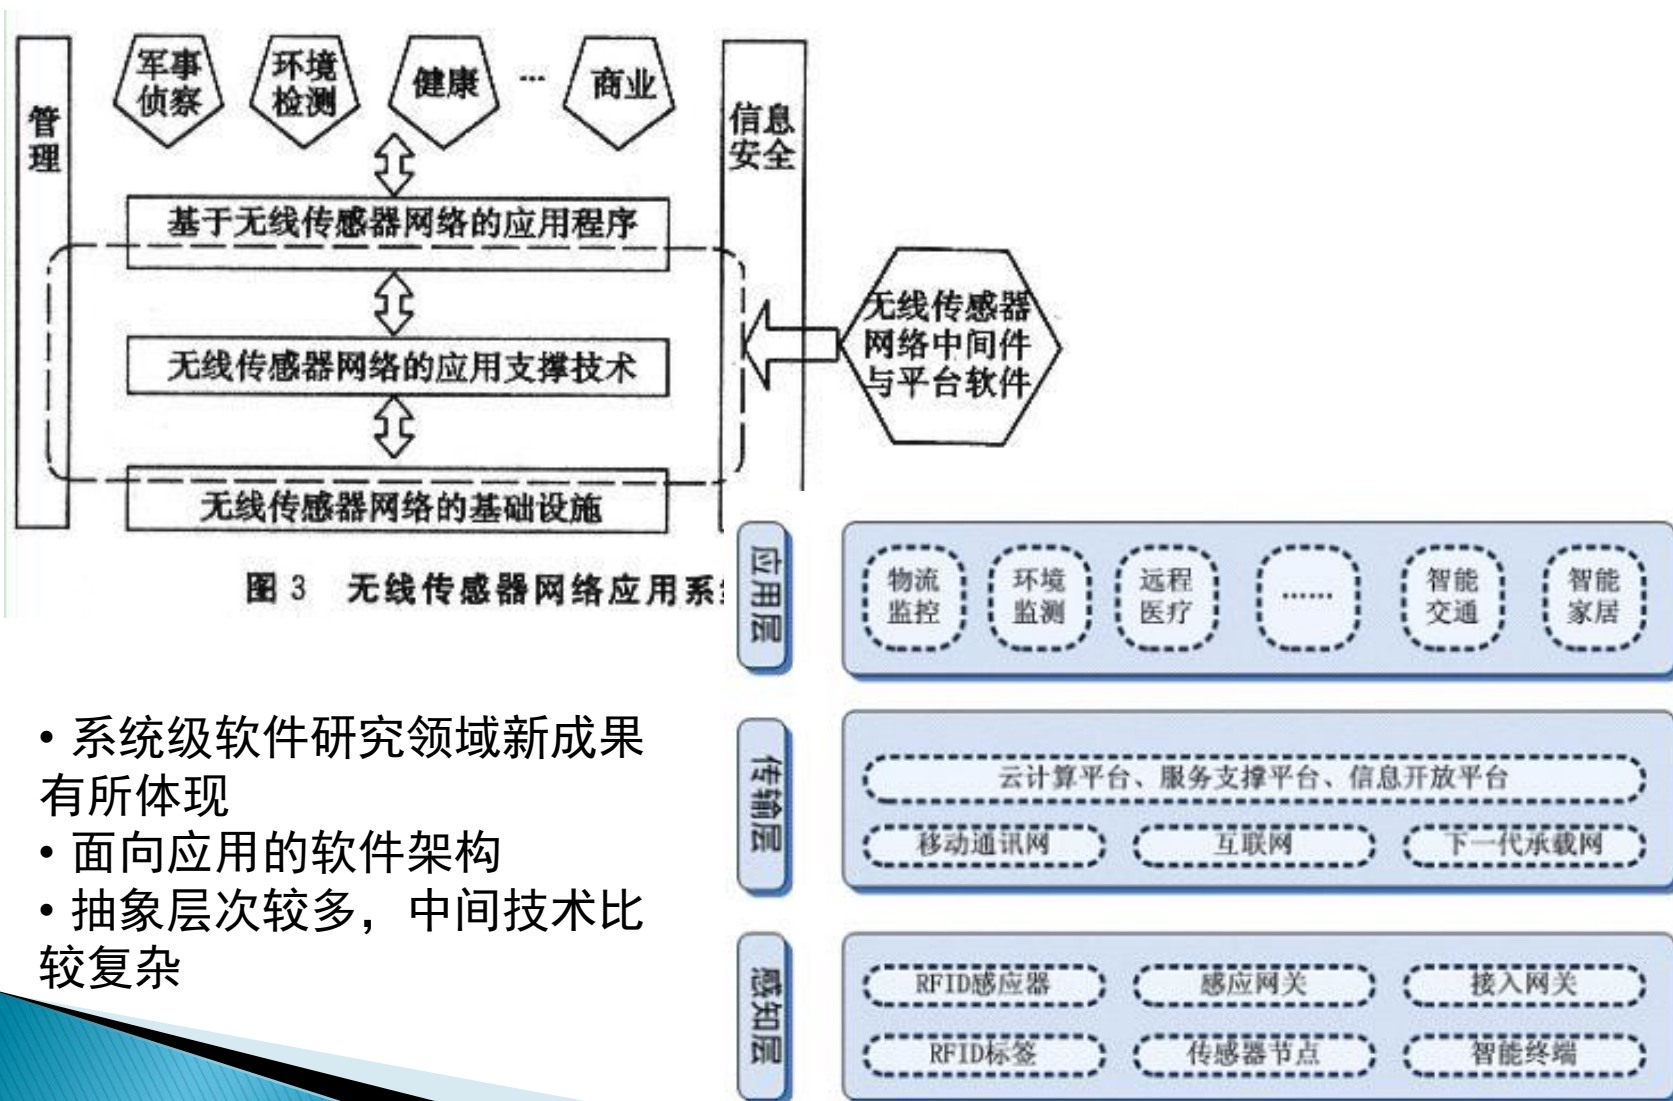 管
理
军事
侦察
环境
检测
健康
···
商业
信息
安全
基于无线传感器网络的应用程序
无线传感器网络的应用支撑技术
无线传感器网络的基础设施
无线传感器
网络中间件
与平台软件
图 3 无线传感器网络应用系
• 系统级软件研究领域新成果
有所体现
• 面向应用的软件架构
• 抽象层次较多，中间技术比
较复杂
应用层
物流
监控
环境
监测
远程
医疗
······
智能
交通
智能
家居
传输层
云计算平台、服务支撑平台、信息开放平台
移动通讯网
互联网
下一代承载网
感知层
RFID感应器
感应网关
接入网关
RFID标签
传感器节点
智能终端